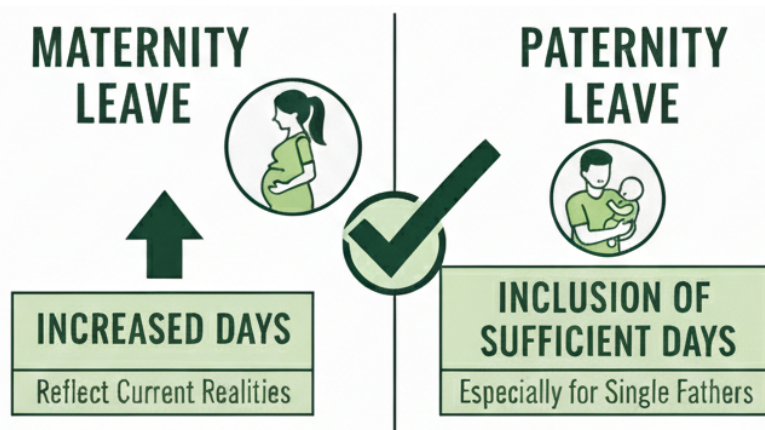 MATERNITY
LEAVE
INCREASED DAYS
Reflect Current Realities
PATERNITY
LEAVE
INCLUSION OF
SUFFICIENT DAYS
Especially for Single Fathers